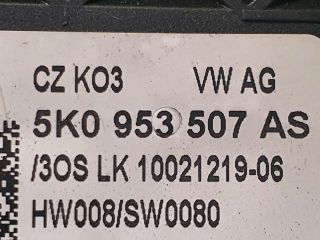 CZ KO3 VW AG
5K0 953 507 AS
/3OS LK 10021219-06
HW008/SW0080